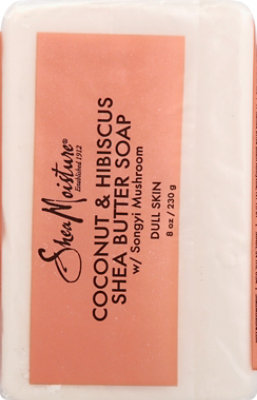 SheaMoisture®
Established 1912
COCONUT & HIBISCUS
SHEA BUTTER SOAP
w/ Songyi Mushroom
DULL SKIN
8 oz / 230 g